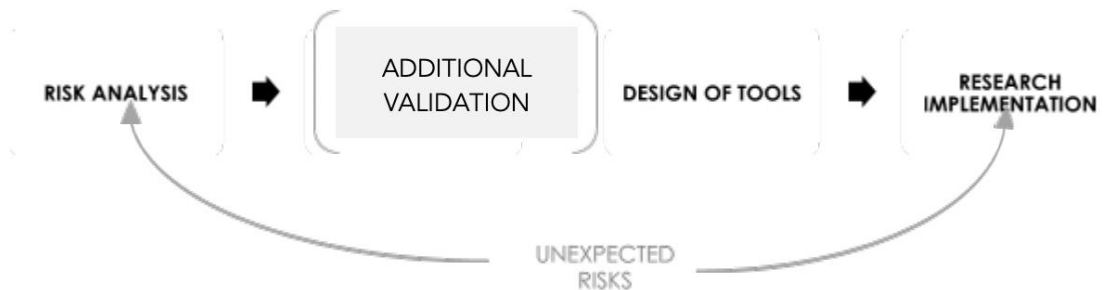 RISK ANALYSIS
ADDITIONAL
VALIDATION
DESIGN OF TOOLS
RESEARCH
IMPLEMENTATION
UNEXPECTED
RISKS